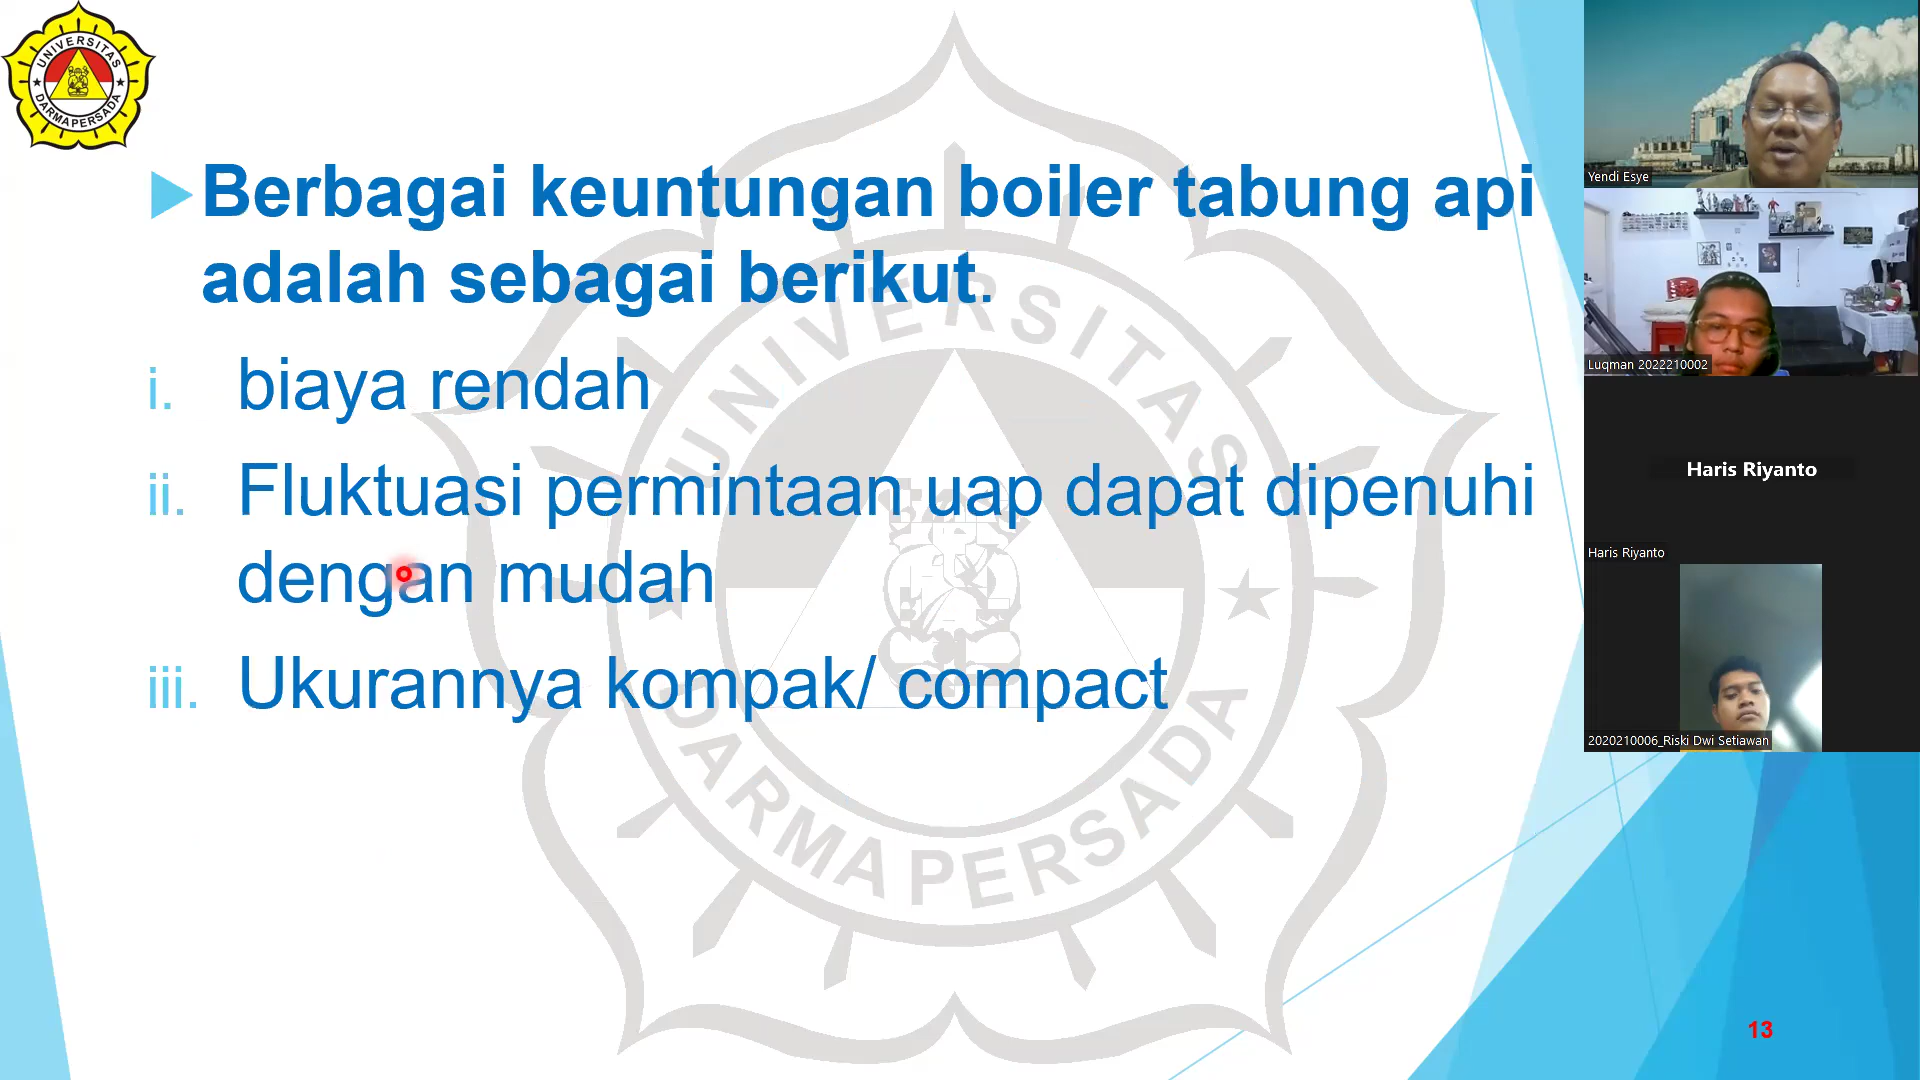 UNIVERSITAS
DARMA PERSADA
Berbagai keuntungan boiler tabung api
adalah sebagai berikut.
i. biaya rendah
ii. Fluktuasi permintaan uap dapat dipenuhi
dengan mudah
iii. Ukurannya kompak/ compact
UNIVERSITAS
DARMA PERSADA
13
Yendi Esye
Luqman 2022210002
Haris Riyanto
Haris Riyanto
2020210006_Riski Dwi Setiawan